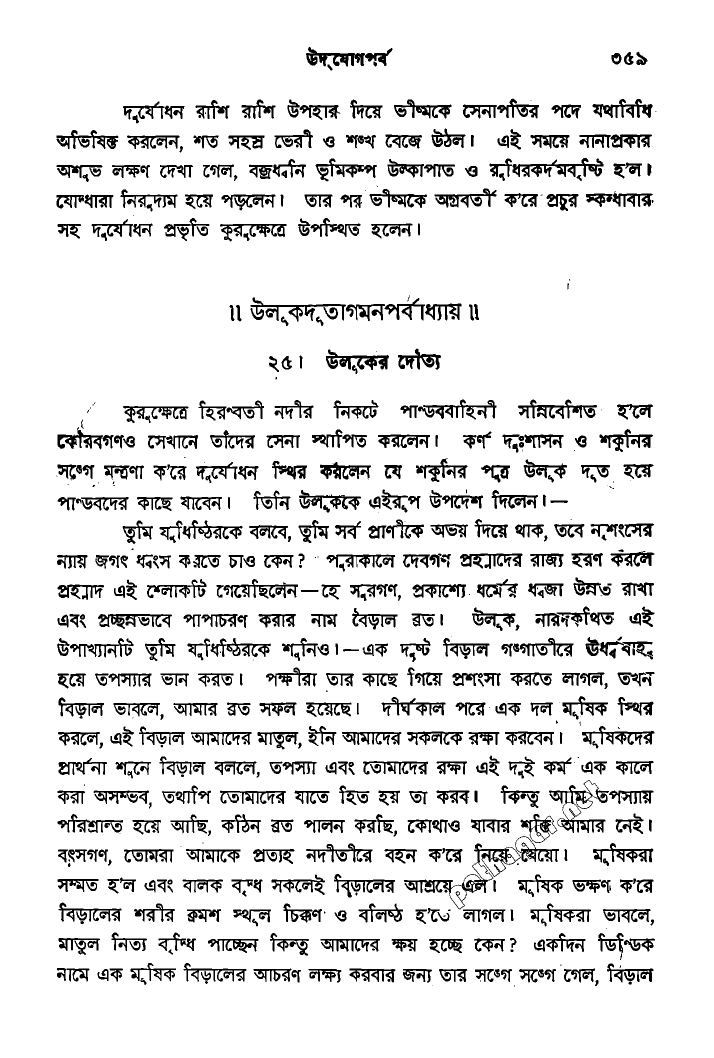 উদ্‌যোগপর্ব ৩৫৯
দুর্যোধন রাশি রাশি উপহার দিয়ে ভীষ্মকে সেনাপতির পদে যথাবিধি
অভিষিক্ত করলেন, শত সহস্র ভেরী ও শঙ্খ বেজে উঠল। এই সময়ে নানাপ্রকার
অশুভ লক্ষণ দেখা গেল, বজ্রধ্বনি ভূমিকম্প উল্কাপাত ও রুধিরকর্দমবৃষ্টি হ'ল।
যোদ্ধারা নিরুদ্যম হয়ে পড়লেন। তার পর ভীষ্মকে অগ্রবর্তী ক'রে প্রচুর স্কন্ধাবার
সহ দুর্যোধন প্রভৃতি কুরুক্ষেত্রে উপস্থিত হলেন।
॥ উলূকদূতাগমনপর্বাধ্যায় ॥
২৫। উলূকের দৌত্য
কুরুক্ষেত্রে হিরণ্বতী নদীর নিকটে পাণ্ডববাহিনী সন্নিবেশিত হ'লে
কৌরবগণও সেখানে তাঁদের সেনা স্থাপিত করলেন। কর্ণ দুঃশাসন ও শকুনির
সঙ্গে মন্ত্রণা ক'রে দুর্যোধন স্থির করলেন যে শকুনির পুত্র উলূক দূত হয়ে
পাণ্ডবদের কাছে যাবেন। তিনি উলূককে এইরূপ উপদেশ দিলেন।—
তুমি যুধিষ্ঠিরকে বলবে, তুমি সর্ব প্রাণীকে অভয় দিয়ে থাক, তবে নৃশংসের
ন্যায় জগৎ ধ্বংস করতে চাও কেন? পুরাকালে দেবগণ প্রহ্লাদের রাজ্য হরণ করলে
প্রহ্লাদ এই শ্লোকটি গেয়েছিলেন—হে সুরগণ, প্রকাশ্যে ধর্মের ধ্বজা উন্নত রাখা
এবং প্রচ্ছন্নভাবে পাপাচরণ করার নাম বৈড়াল ব্রত। উলূক, নারদকথিত এই
উপাখ্যানটি তুমি যুধিষ্ঠিরকে শুনিও।—এক দুষ্ট বিড়াল গঙ্গাতীরে ঊর্ধ্ববাহু
হয়ে তপস্যার ভান করত। পক্ষীরা তার কাছে গিয়ে প্রশংসা করতে লাগল, তখন
বিড়াল ভাবলে, আমার ব্রত সফল হয়েছে। দীর্ঘকাল পরে এক দল মূষিক স্থির
করলে, এই বিড়াল আমাদের মাতুল, ইনি আমাদের সকলকে রক্ষা করবেন। মূষিকদের
প্রার্থনা শুনে বিড়াল বললে, তপস্যা এবং তোমাদের রক্ষা এই দুই কর্ম এক কালে
করা অসম্ভব, তথাপি তোমাদের যাতে হিত হয় তা করব। কিন্তু আমি তপস্যায়
পরিশ্রান্ত হয়ে আছি, কঠিন ব্রত পালন করছি, কোথাও যাবার শক্তি আমার নেই।
বৎসগণ, তোমরা আমাকে প্রত্যহ নদীতীরে বহন ক'রে নিয়ে যেয়ো। মূষিকরা
সম্মত হ'ল এবং বালক বৃদ্ধ সকলেই বিড়ালের আশ্রয়ে এল। মূষিক ভক্ষণ ক'রে
বিড়ালের শরীর ক্রমশ স্থূল চিক্কণ ও বলিষ্ঠ হ'তে লাগল। মূষিকরা ভাবলে,
মাতুল নিত্য বৃদ্ধি পাচ্ছেন কিন্তু আমাদের ক্ষয় হচ্ছে কেন? একদিন ডিণ্ডিক
নামে এক মূষিক বিড়ালের আচরণ লক্ষ্য করবার জন্য তার সঙ্গে সঙ্গে গেল, বিড়াল
pathagar.net